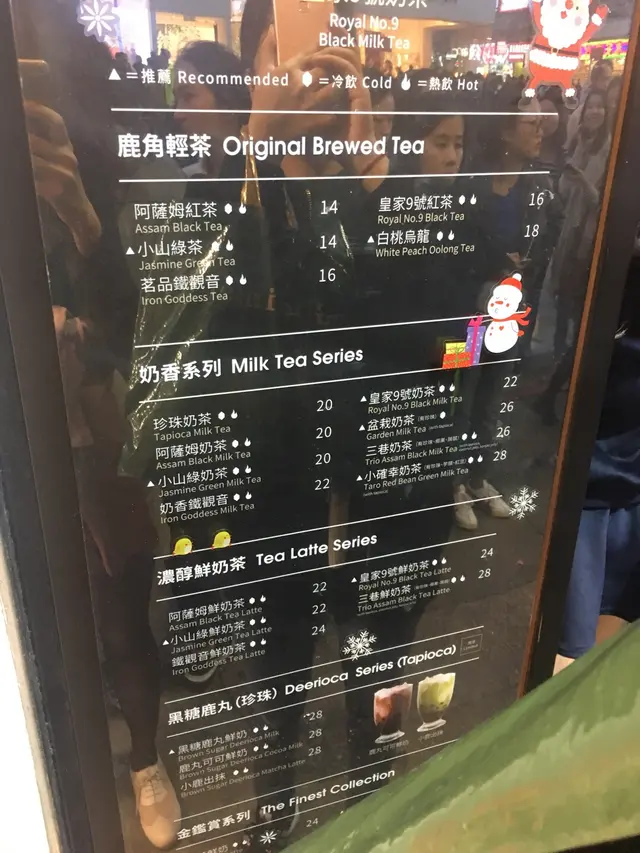 Royal No.9
Black Milk Tea
▲=推薦 Recommended =冷飲 Cold =熱飲 Hot
鹿角輕茶 Original Brewed Tea
阿薩姆紅茶 14
Assam Black Tea
▲小山綠茶 14
Jasmine Green Tea
茗品鐵觀音 16
Iron Goddess Tea
皇家9號紅茶 16
Royal No.9 Black Tea
▲白桃烏龍 18
White Peach Oolong Tea
奶香系列 Milk Tea Series
珍珠奶茶 20
Tapioca Milk Tea
阿薩姆奶茶 20
Assam Black Milk Tea
▲小山綠奶茶 20
Jasmine Green Milk Tea
奶香鐵觀音 22
Iron Goddess Milk Tea
▲皇家9號奶茶 22
Royal No.9 Black Milk Tea
▲盆栽奶茶 26
Garden Milk Tea
三巷奶茶 26
Trio Assam Black Milk Tea
▲小確幸奶茶 28
Taro Red Bean Green Milk Tea
濃醇鮮奶茶 Tea Latte Series
阿薩姆鮮奶茶 22
Assam Black Tea Latte
▲小山綠鮮奶茶 22
Jasmine Green Tea Latte
鐵觀音鮮奶茶 24
Iron Goddess Tea Latte
▲皇家9號鮮奶茶 24
Royal No.9 Black Tea Latte
三巷鮮奶茶 28
Trio Assam Black Tea Latte
黑糖鹿丸(珍珠) Deerioca Series (Tapioca)
▲黑糖鹿丸鮮奶 28
Brown Sugar Deerioca Milk
鹿丸可可鮮奶 28
Brown Sugar Deerioca Cocoa Milk
小鹿出抹 28
Brown Sugar Deerioca Matcha Latte
鹿丸可可鮮奶 小鹿出抹
金鑑賞系列 The Finest Collection
24